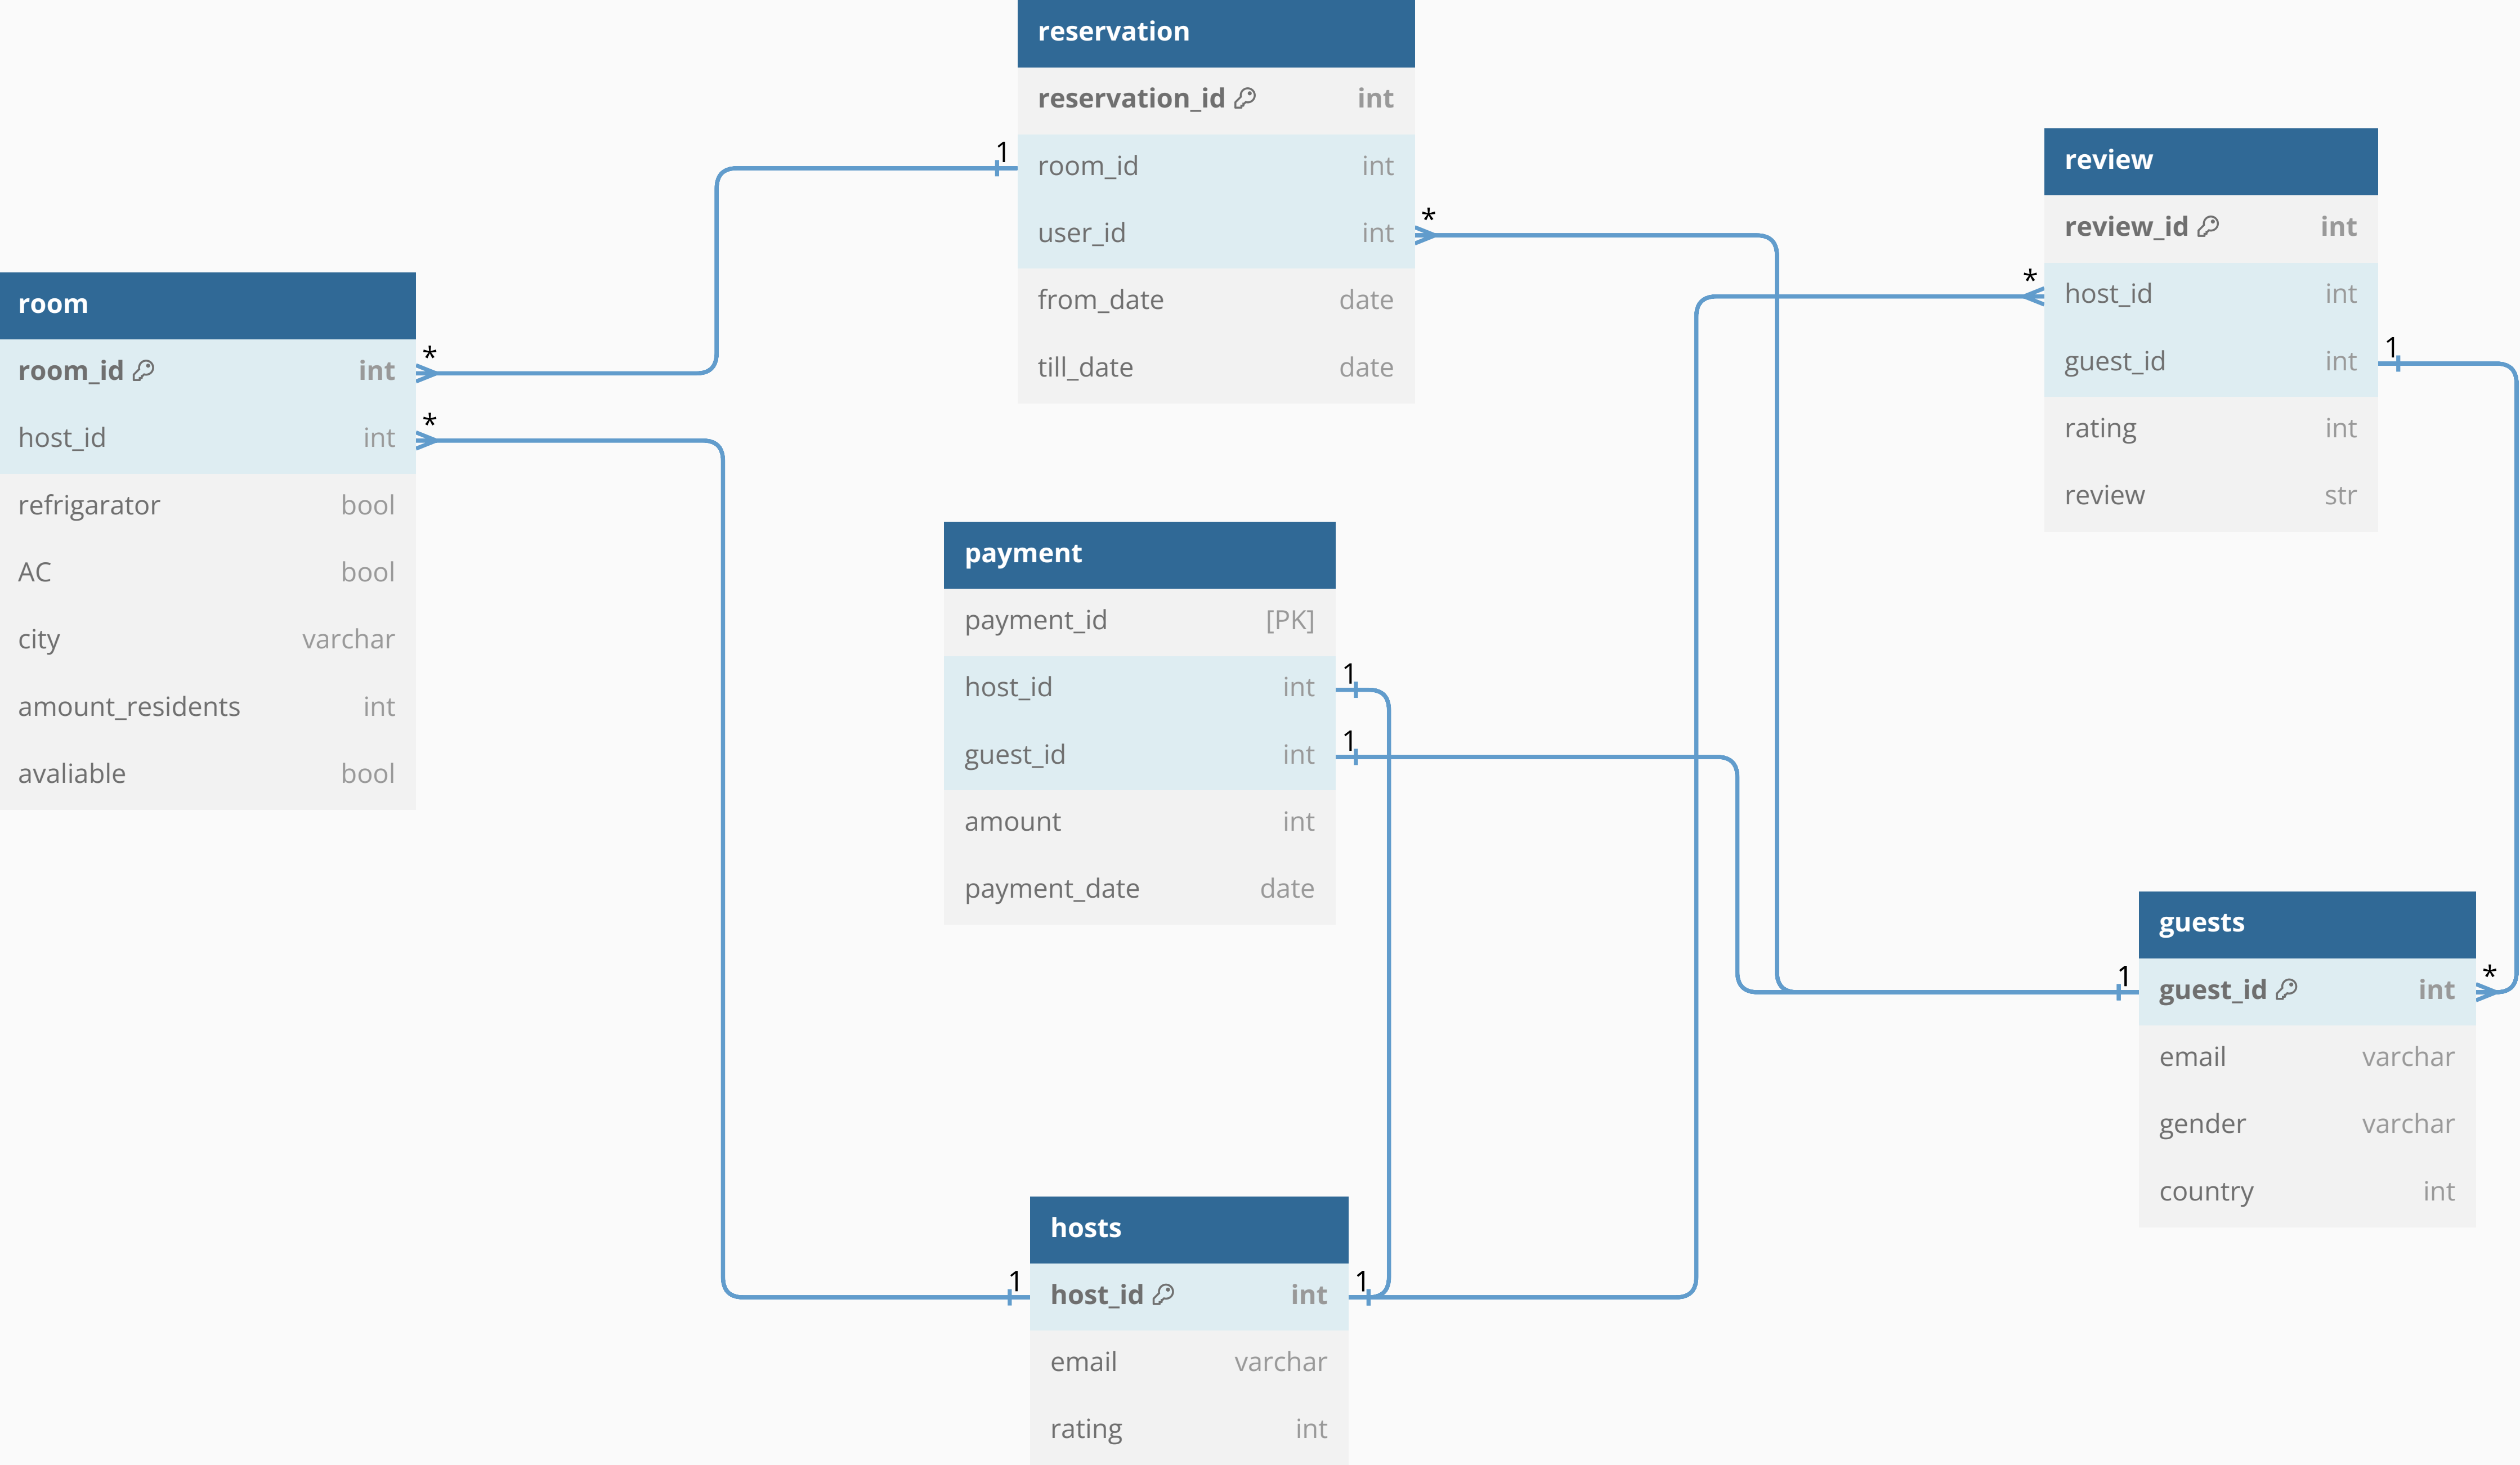 reservation
reservation_id int
room_id int
user_id int
from_date date
till_date date
1
*
review
review_id int
host_id int
guest_id int
rating int
review str
*
1
room
room_id int
host_id int
refrigarator bool
AC bool
city varchar
amount_residents int
avaliable bool
*
*
payment
payment_id [PK]
host_id int
guest_id int
amount int
payment_date date
1
1
guests
guest_id int
email varchar
gender varchar
country int
1
*
hosts
host_id int
email varchar
rating int
1
1